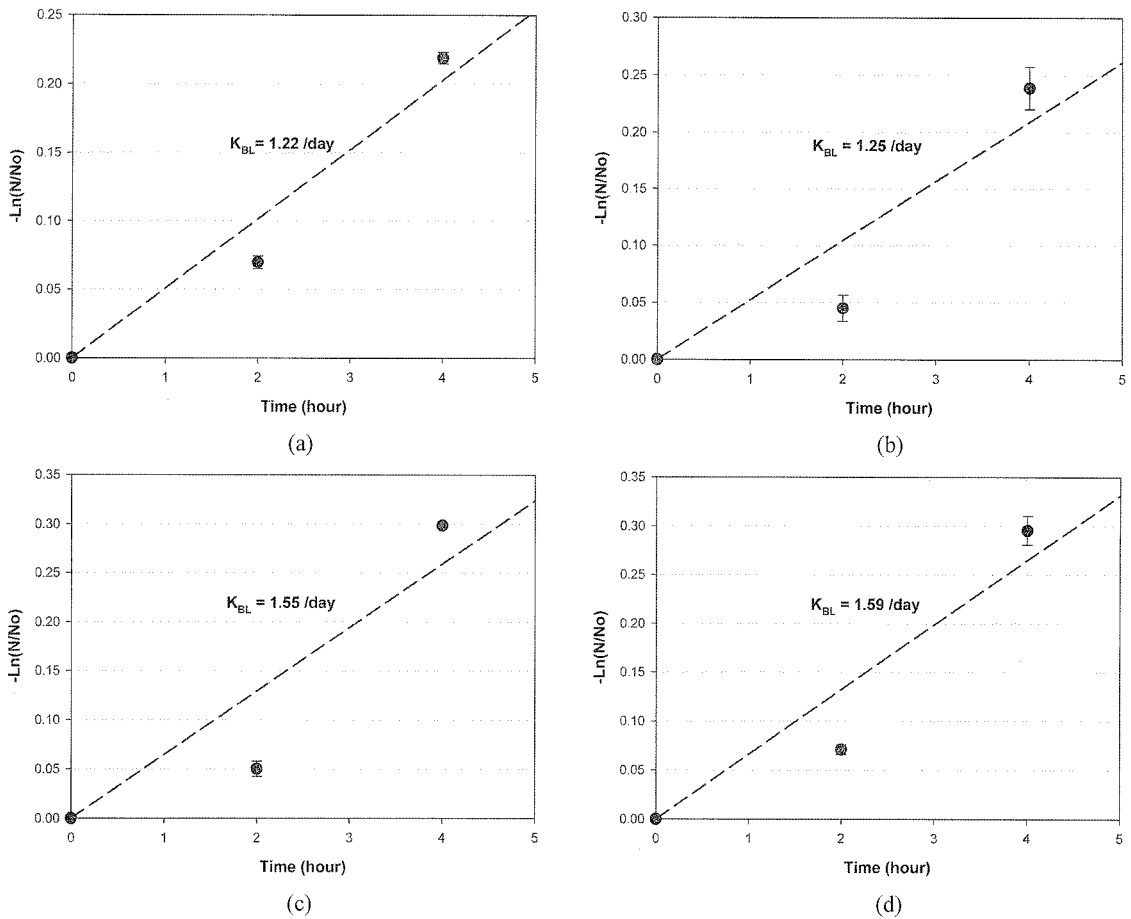 0.25
0.20
0.15
0.10
0.05
0.00
-Ln(N/No)
K_BL = 1.22 /day
0 1 2 3 4 5
Time (hour)
(a)
0.30
0.25
0.20
0.15
0.10
0.05
0.00
-Ln(N/No)
K_BL = 1.25 /day
0 1 2 3 4 5
Time (hour)
(b)
0.35
0.30
0.25
0.20
0.15
0.10
0.05
0.00
-Ln(N/No)
K_BL = 1.55 /day
0 1 2 3 4 5
Time (hour)
(c)
0.35
0.30
0.25
0.20
0.15
0.10
0.05
0.00
-Ln(N/No)
K_BL = 1.59 /day
0 1 2 3 4 5
Time (hour)
(d)